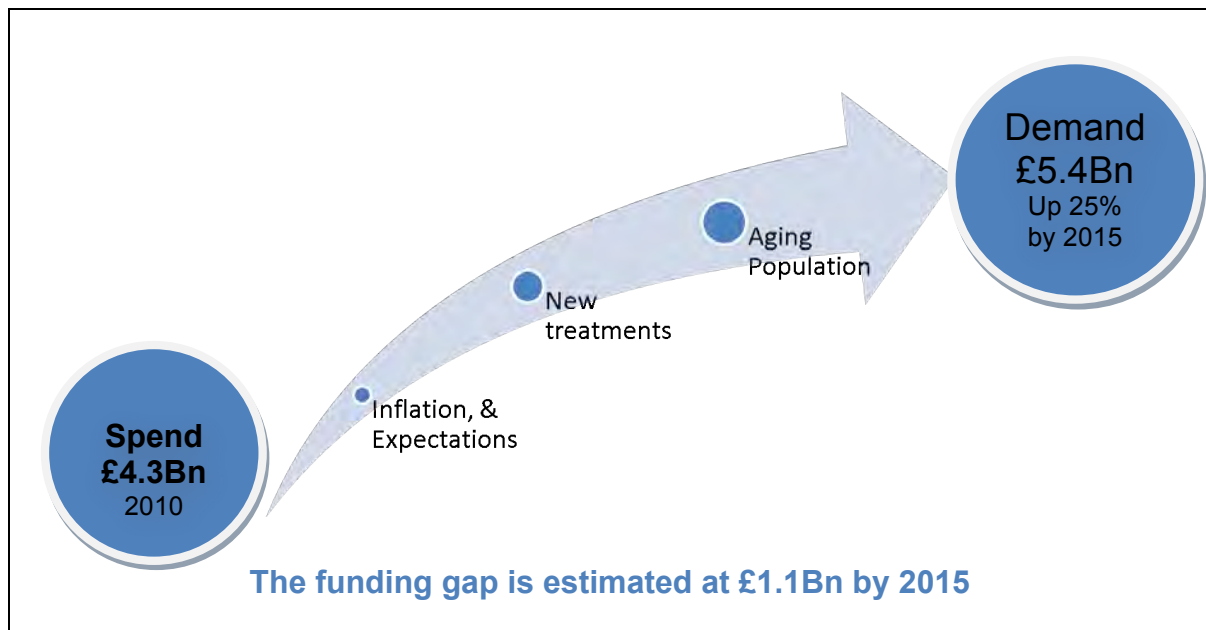 Demand
£5.4Bn
Up 25%
by 2015
Aging
Population
New
treatments
Inflation, &
Expectations
Spend
£4.3Bn
2010
The funding gap is estimated at £1.1Bn by 2015